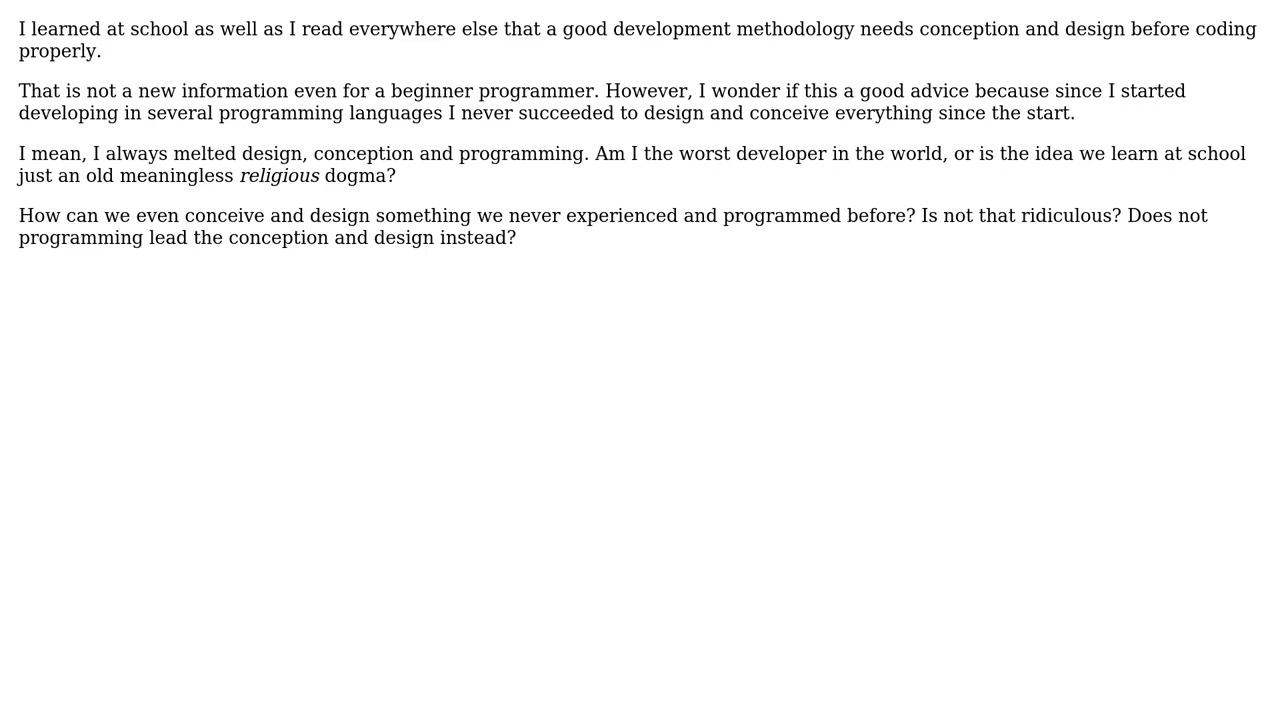 I learned at school as well as I read everywhere else that a good development methodology needs conception and design before coding
properly.
That is not a new information even for a beginner programmer. However, I wonder if this a good advice because since I started
developing in several programming languages I never succeeded to design and conceive everything since the start.
I mean, I always melted design, conception and programming. Am I the worst developer in the world, or is the idea we learn at school
just an old meaningless religious dogma?
How can we even conceive and design something we never experienced and programmed before? Is not that ridiculous? Does not
programming lead the conception and design instead?